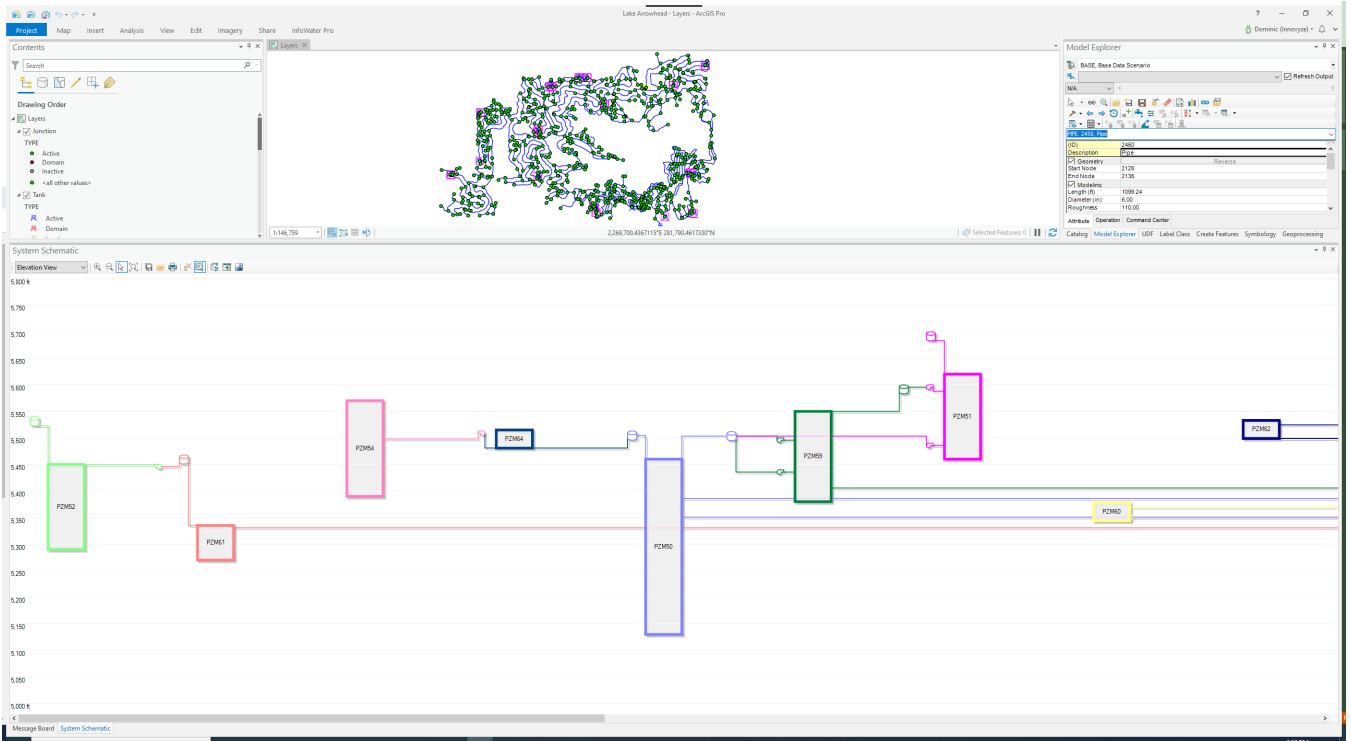 Lake Arrowhead - Layers - ArcGIS Pro
Project Map Insert Analysis View Edit Imagery Share InfoWater Pro
Dominic (Innovyze)
Contents
Search
Drawing Order
Layers
Junction
TYPE
Active
Domain
Inactive
<all other values>
Tank
TYPE
Active
Domain
Layers
1:146,759
2,269,700.4367115°E 281,790.4617330°N
Selected Features: 0
Model Explorer
BASE, Base Data Scenario
Refresh Output
N/A
PIPE, 2450, Pipe
(ID) 2450
Description Pipe
Geometry Reverse
Start Node 2126
End Node 2136
Modeling
Length (ft) 1099.24
Diameter (in) 6.00
Roughness 110.00
Attribute Operation Command Center
Catalog Model Explorer UDF Label Class Create Features Symbology Geoprocessing
System Schematic
Elevation View
5,800 ft
5,750
5,700
5,650
5,600
5,550
5,500
5,450
5,400
5,350
5,300
5,250
5,200
5,150
5,100
5,050
5,000 ft
PZM52
PZM61
PZM54
PZM64
PZM50
PZM59
PZM51
PZM60
PZM62
Message Board System Schematic